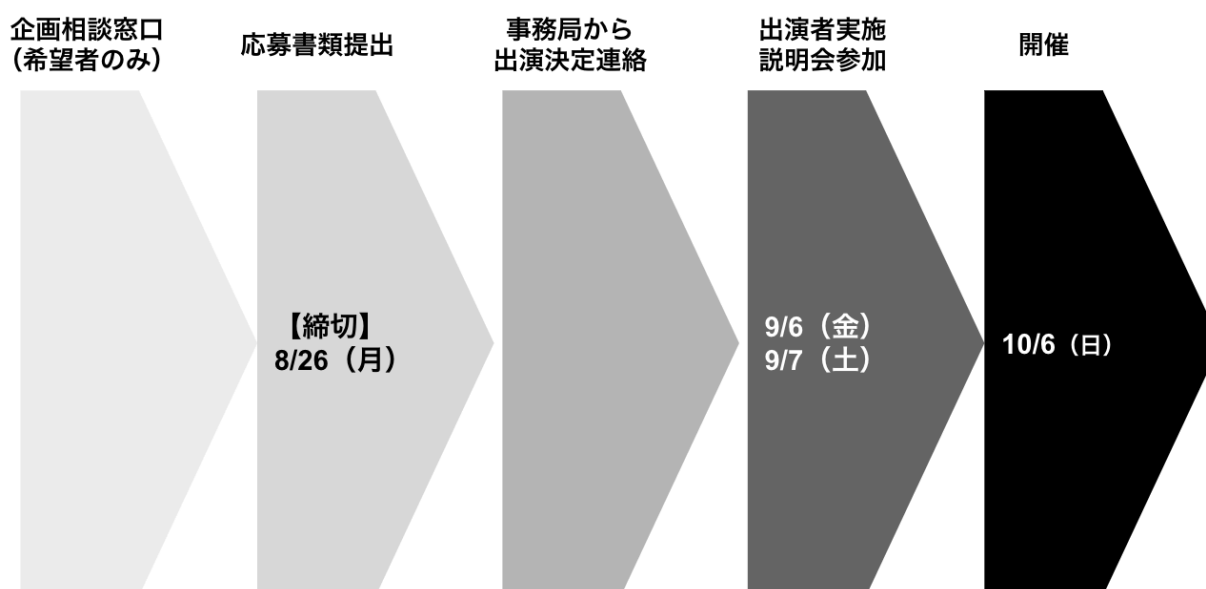 企画相談窓口
（希望者のみ）
応募書類提出
事務局から
出演決定連絡
出演者実施
説明会参加
開催
【締切】
8/26（月）
9/6（金）
9/7（土）
10/6（日）